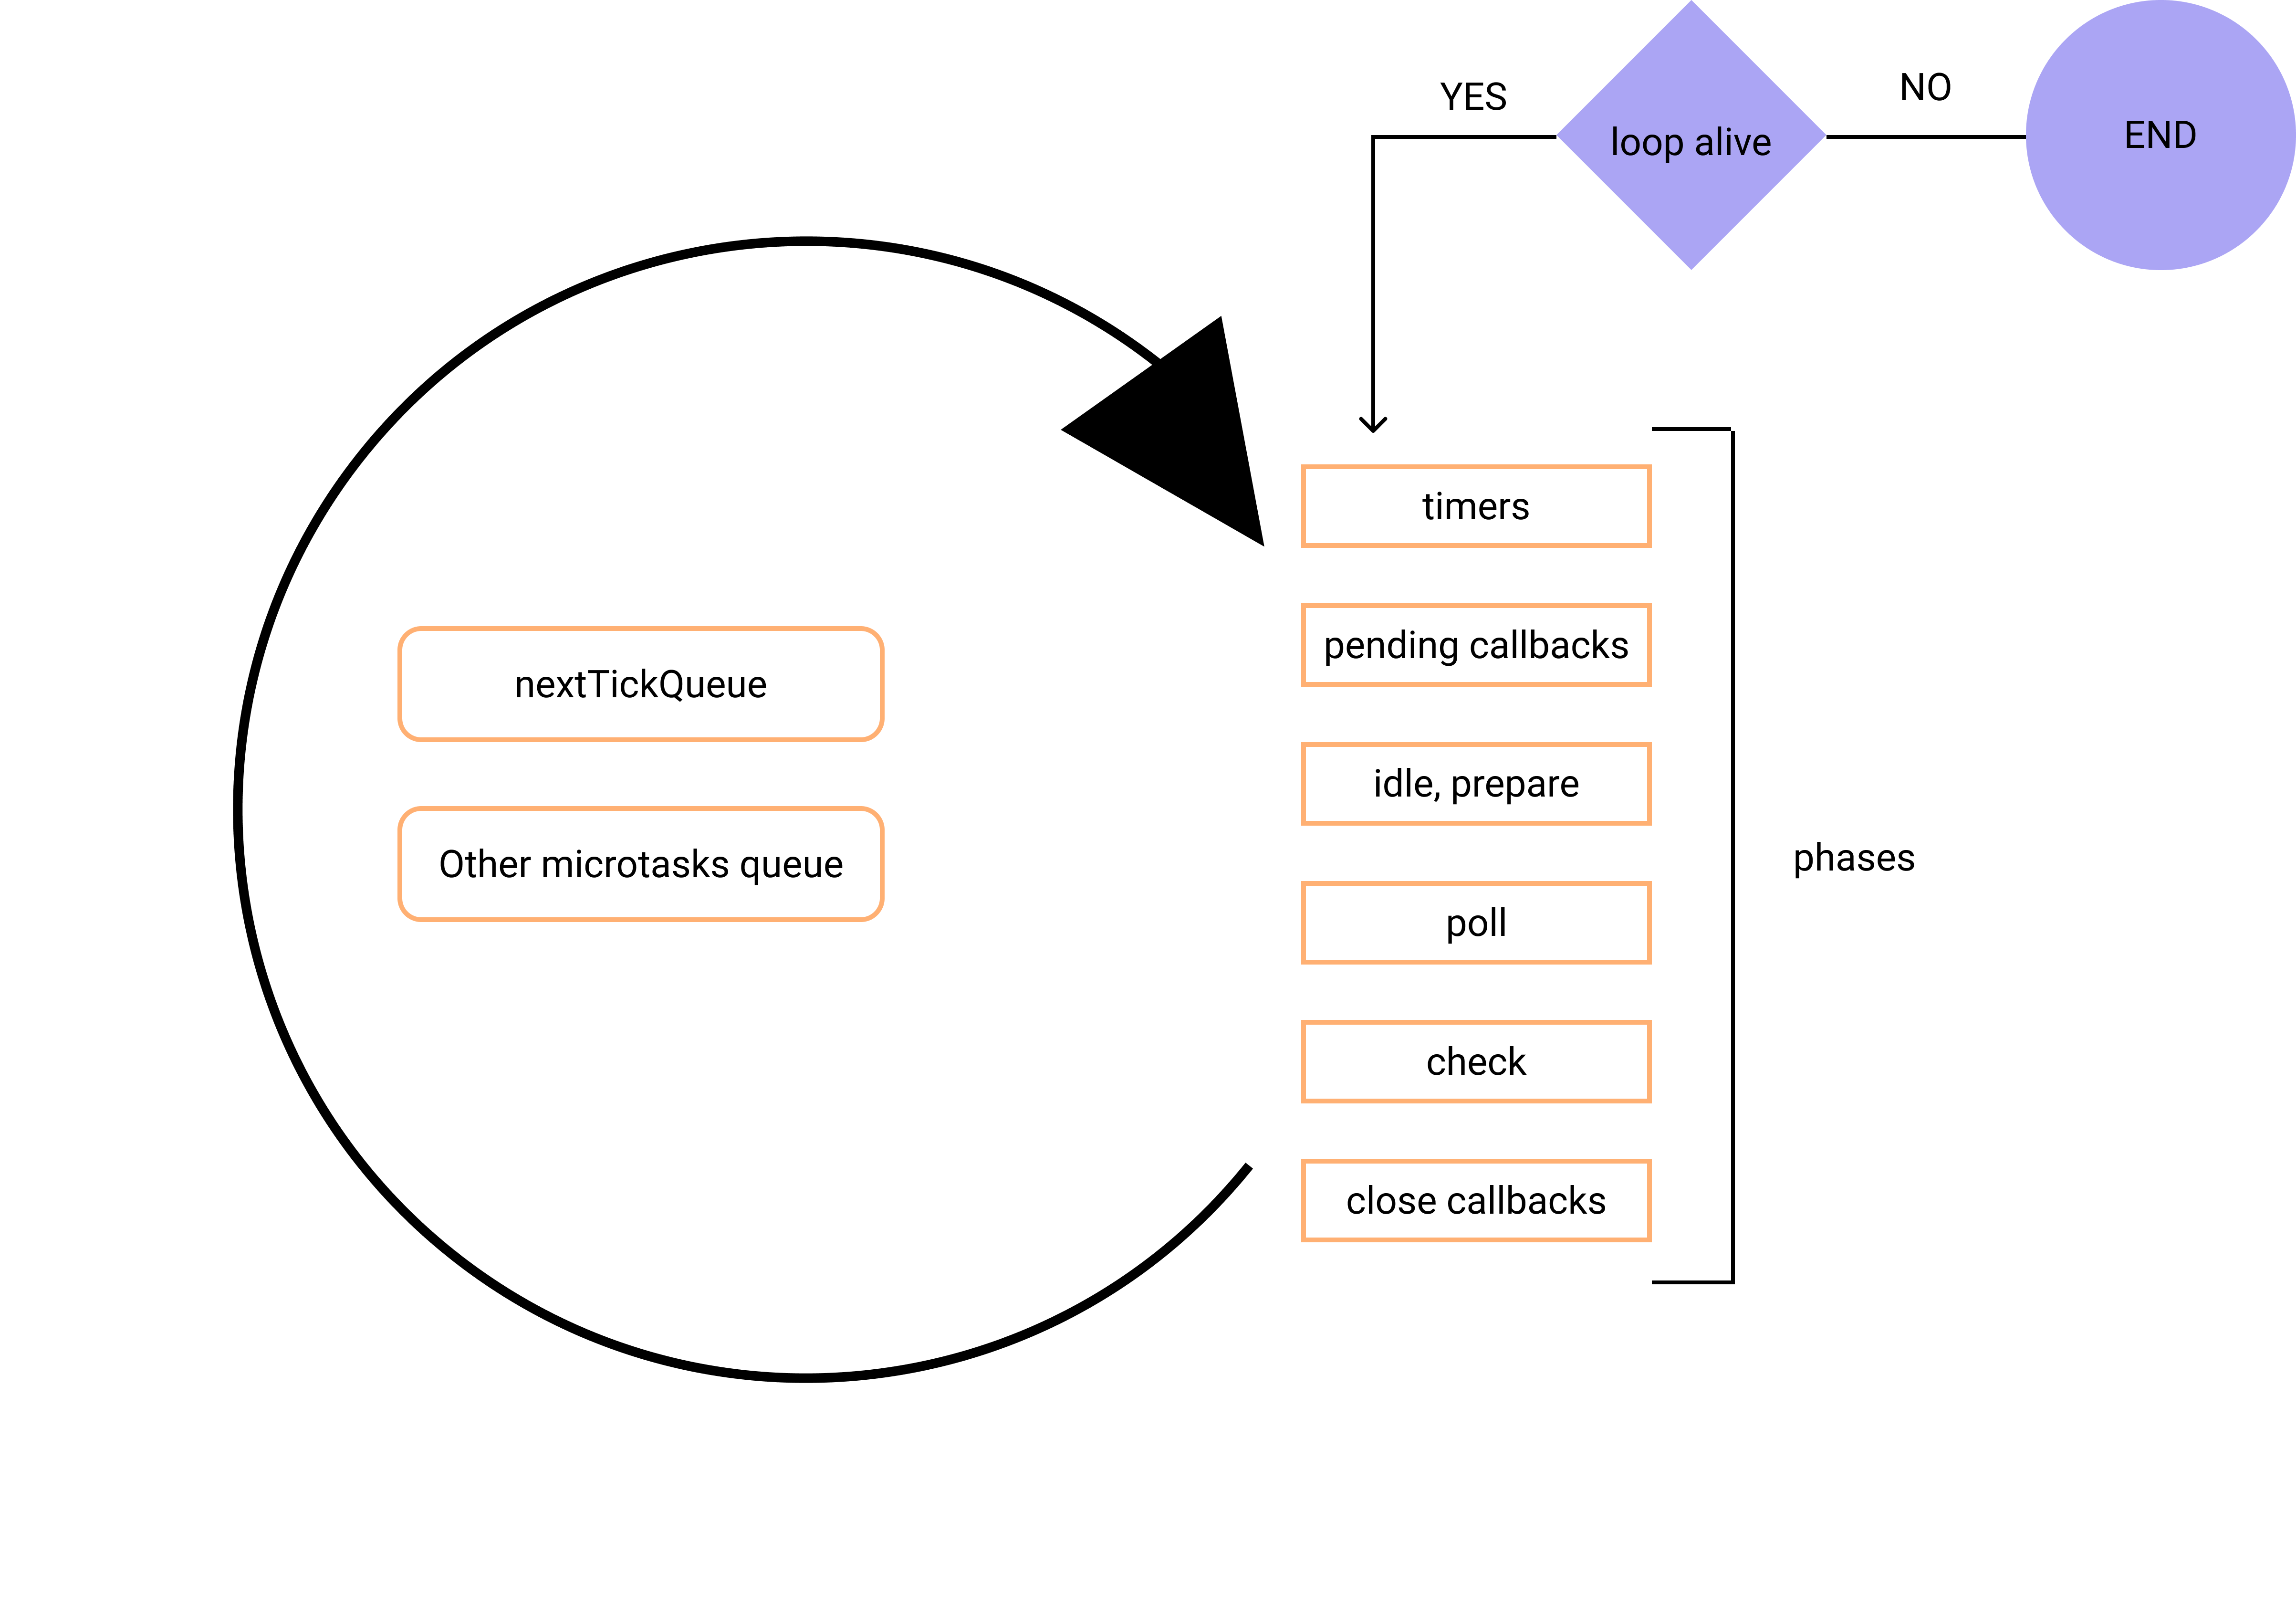 YES
loop alive
NO
END
timers
pending callbacks
idle, prepare
poll
check
close callbacks
phases
nextTickQueue
Other microtasks queue